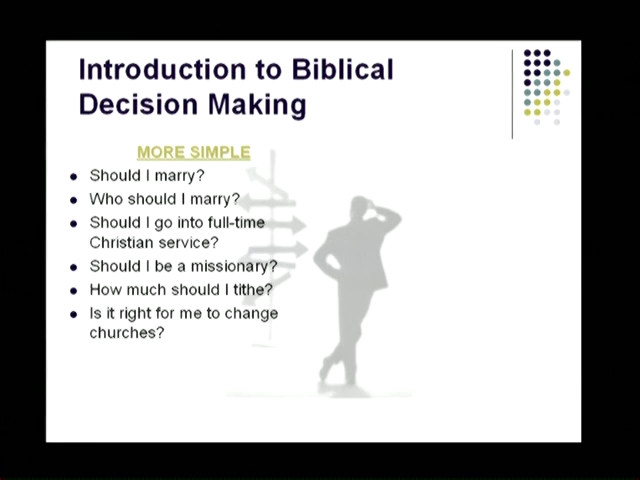 Introduction to Biblical
Decision Making
MORE SIMPLE
Should I marry?
Who should I marry?
Should I go into full-time
Christian service?
Should I be a missionary?
How much should I tithe?
Is it right for me to change
churches?